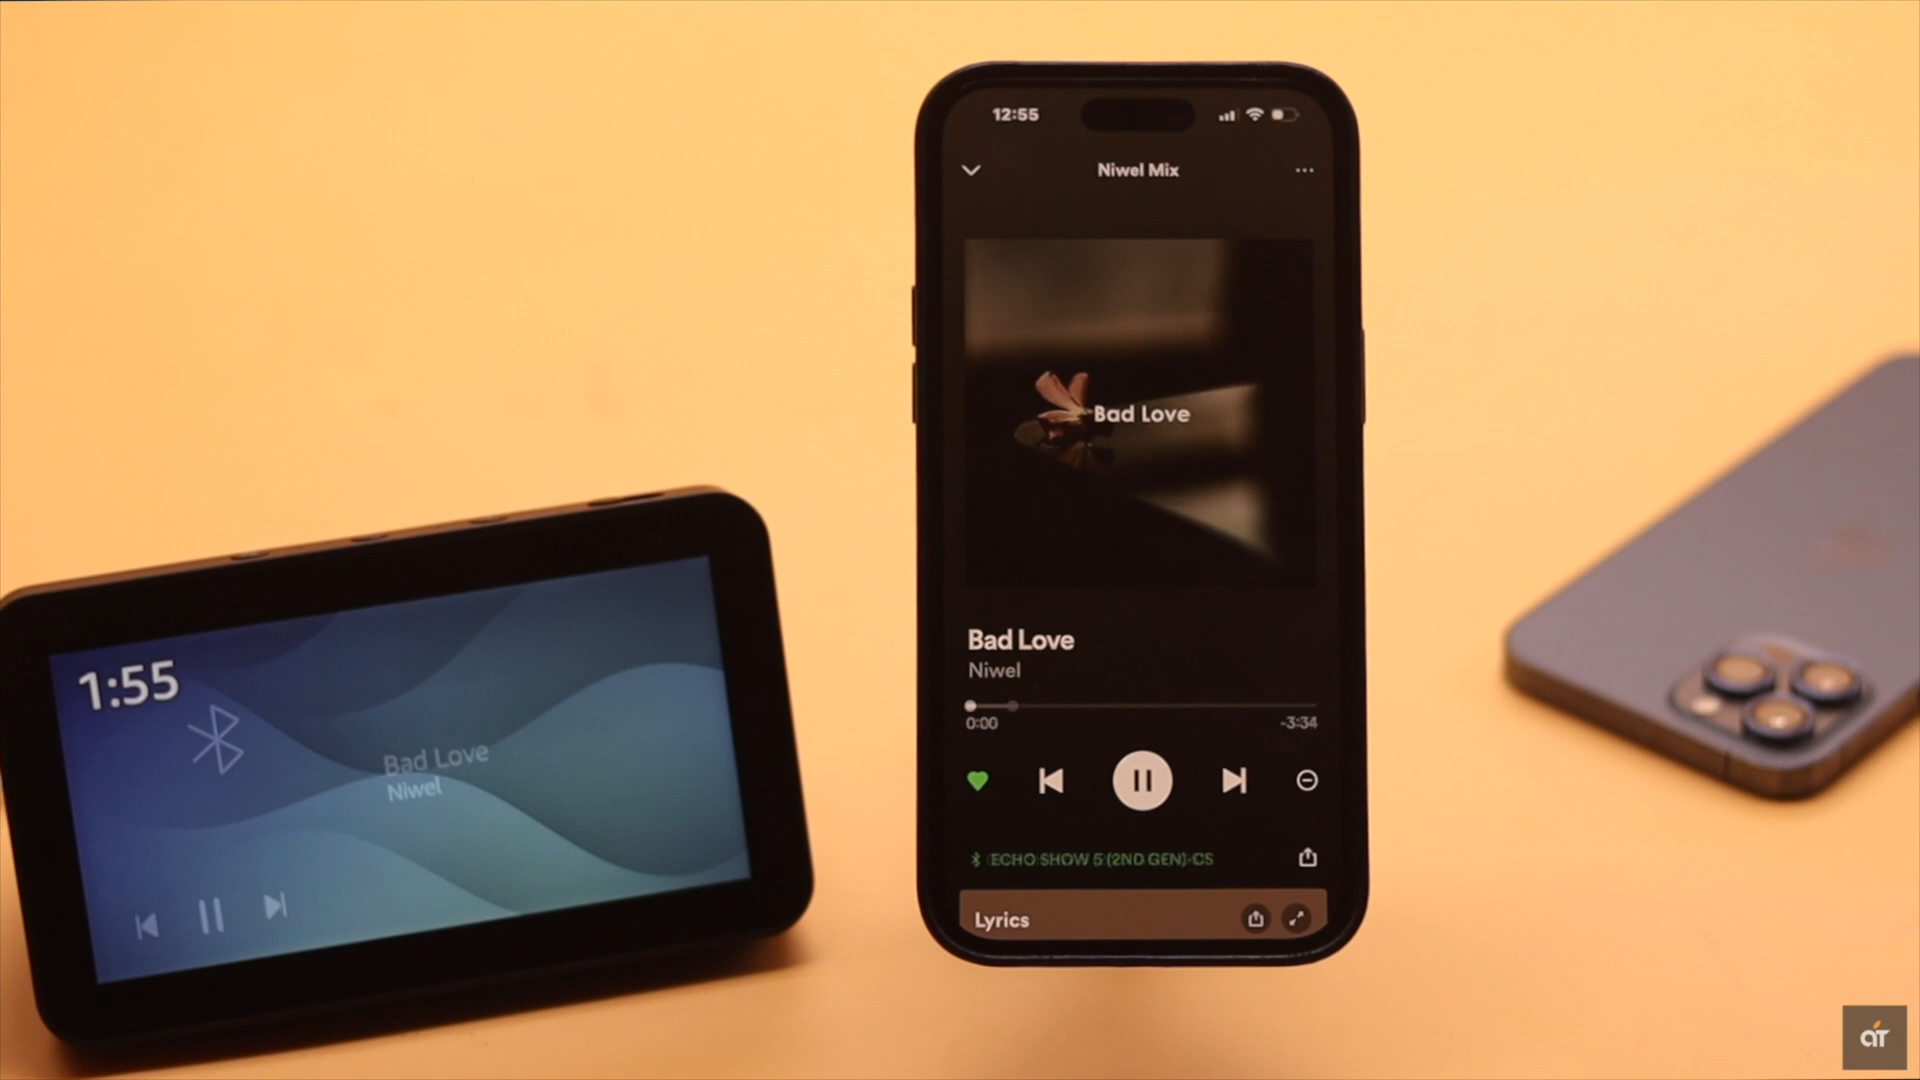 12:55
Niwel Mix
Bad Love
Bad Love
Niwel
0:00
-3:34
ECHO SHOW 5 (2ND GEN)-CS
Lyrics
1:55
Bad Love
Niwel
aT